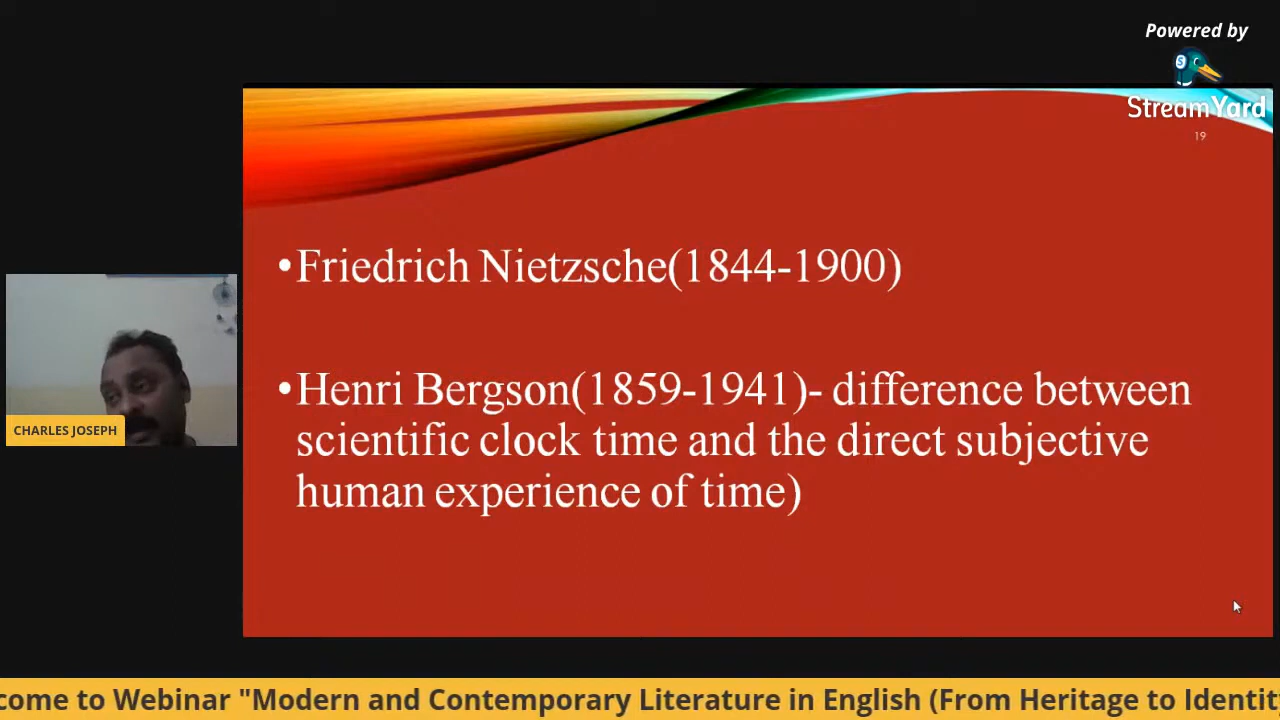 Powered by
StreamYard
19
•Friedrich Nietzsche(1844-1900)
•Henri Bergson(1859-1941)- difference between
scientific clock time and the direct subjective
human experience of time)
CHARLES JOSEPH
come to Webinar "Modern and Contemporary Literature in English (From Heritage to Identity